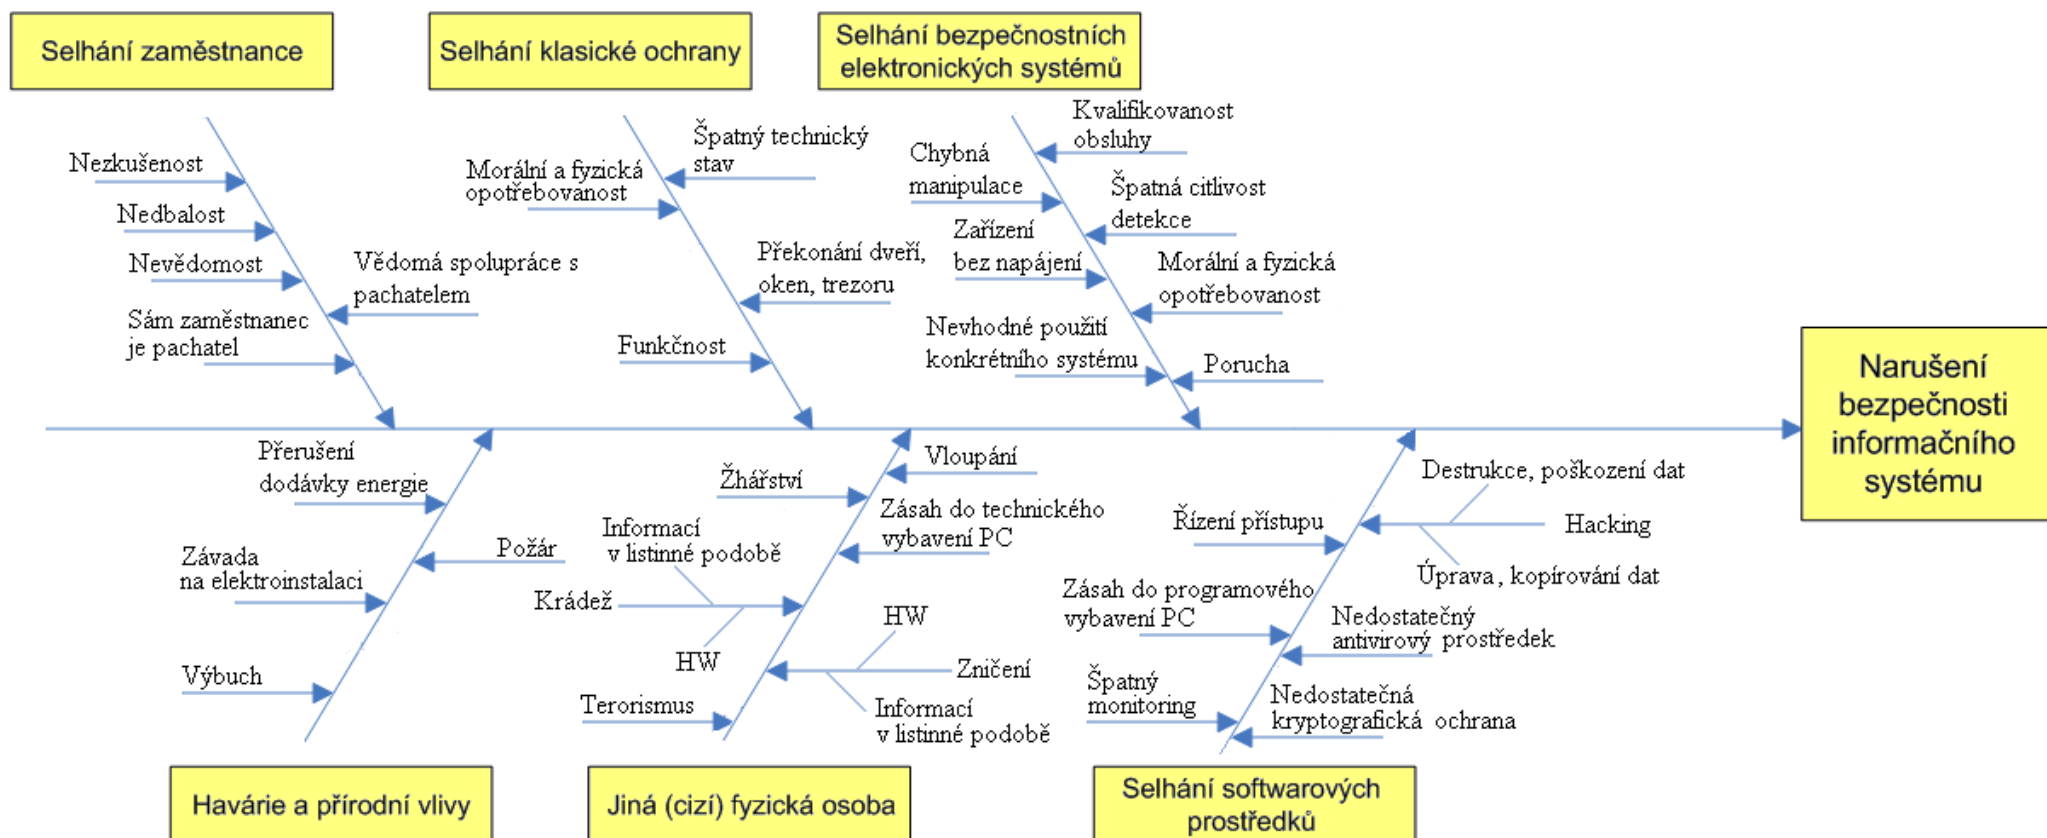 Selhání zaměstnance
Selhání klasické ochrany
Selhání bezpečnostních
elektronických systémů
Nezkušenost
Nedbalost
Nevědomost
Vědomá spolupráce s
pachatelem
Sám zaměstnanec
je pachatel
Špatný technický
stav
Morální a fyzická
opotřebovanost
Překonání dveří,
oken, trezoru
Funkčnost
Kvalifikovanost
obsluhy
Chybná
manipulace
Špatná citlivost
detekce
Zařízení
bez napájení
Morální a fyzická
opotřebovanost
Nevhodné použití
konkrétního systému
Porucha
Narušení
bezpečnosti
informačního
systému
Přerušení
dodávky energie
Požár
Závada
na elektroinstalaci
Výbuch
Vloupání
Žhářství
Zásah do technického
vybavení PC
Informací
v listinné podobě
Krádež
HW
HW
Zničení
Informací
v listinné podobě
Terorismus
Destrukce, poškození dat
Řízení přístupu
Hacking
Úprava, kopírování dat
Zásah do programového
vybavení PC
Nedostatečný
antivirový prostředek
Špatný
monitoring
Nedostatečná
kryptografická ochrana
Havárie a přírodní vlivy
Jiná (cizí) fyzická osoba
Selhání softwarových
prostředků